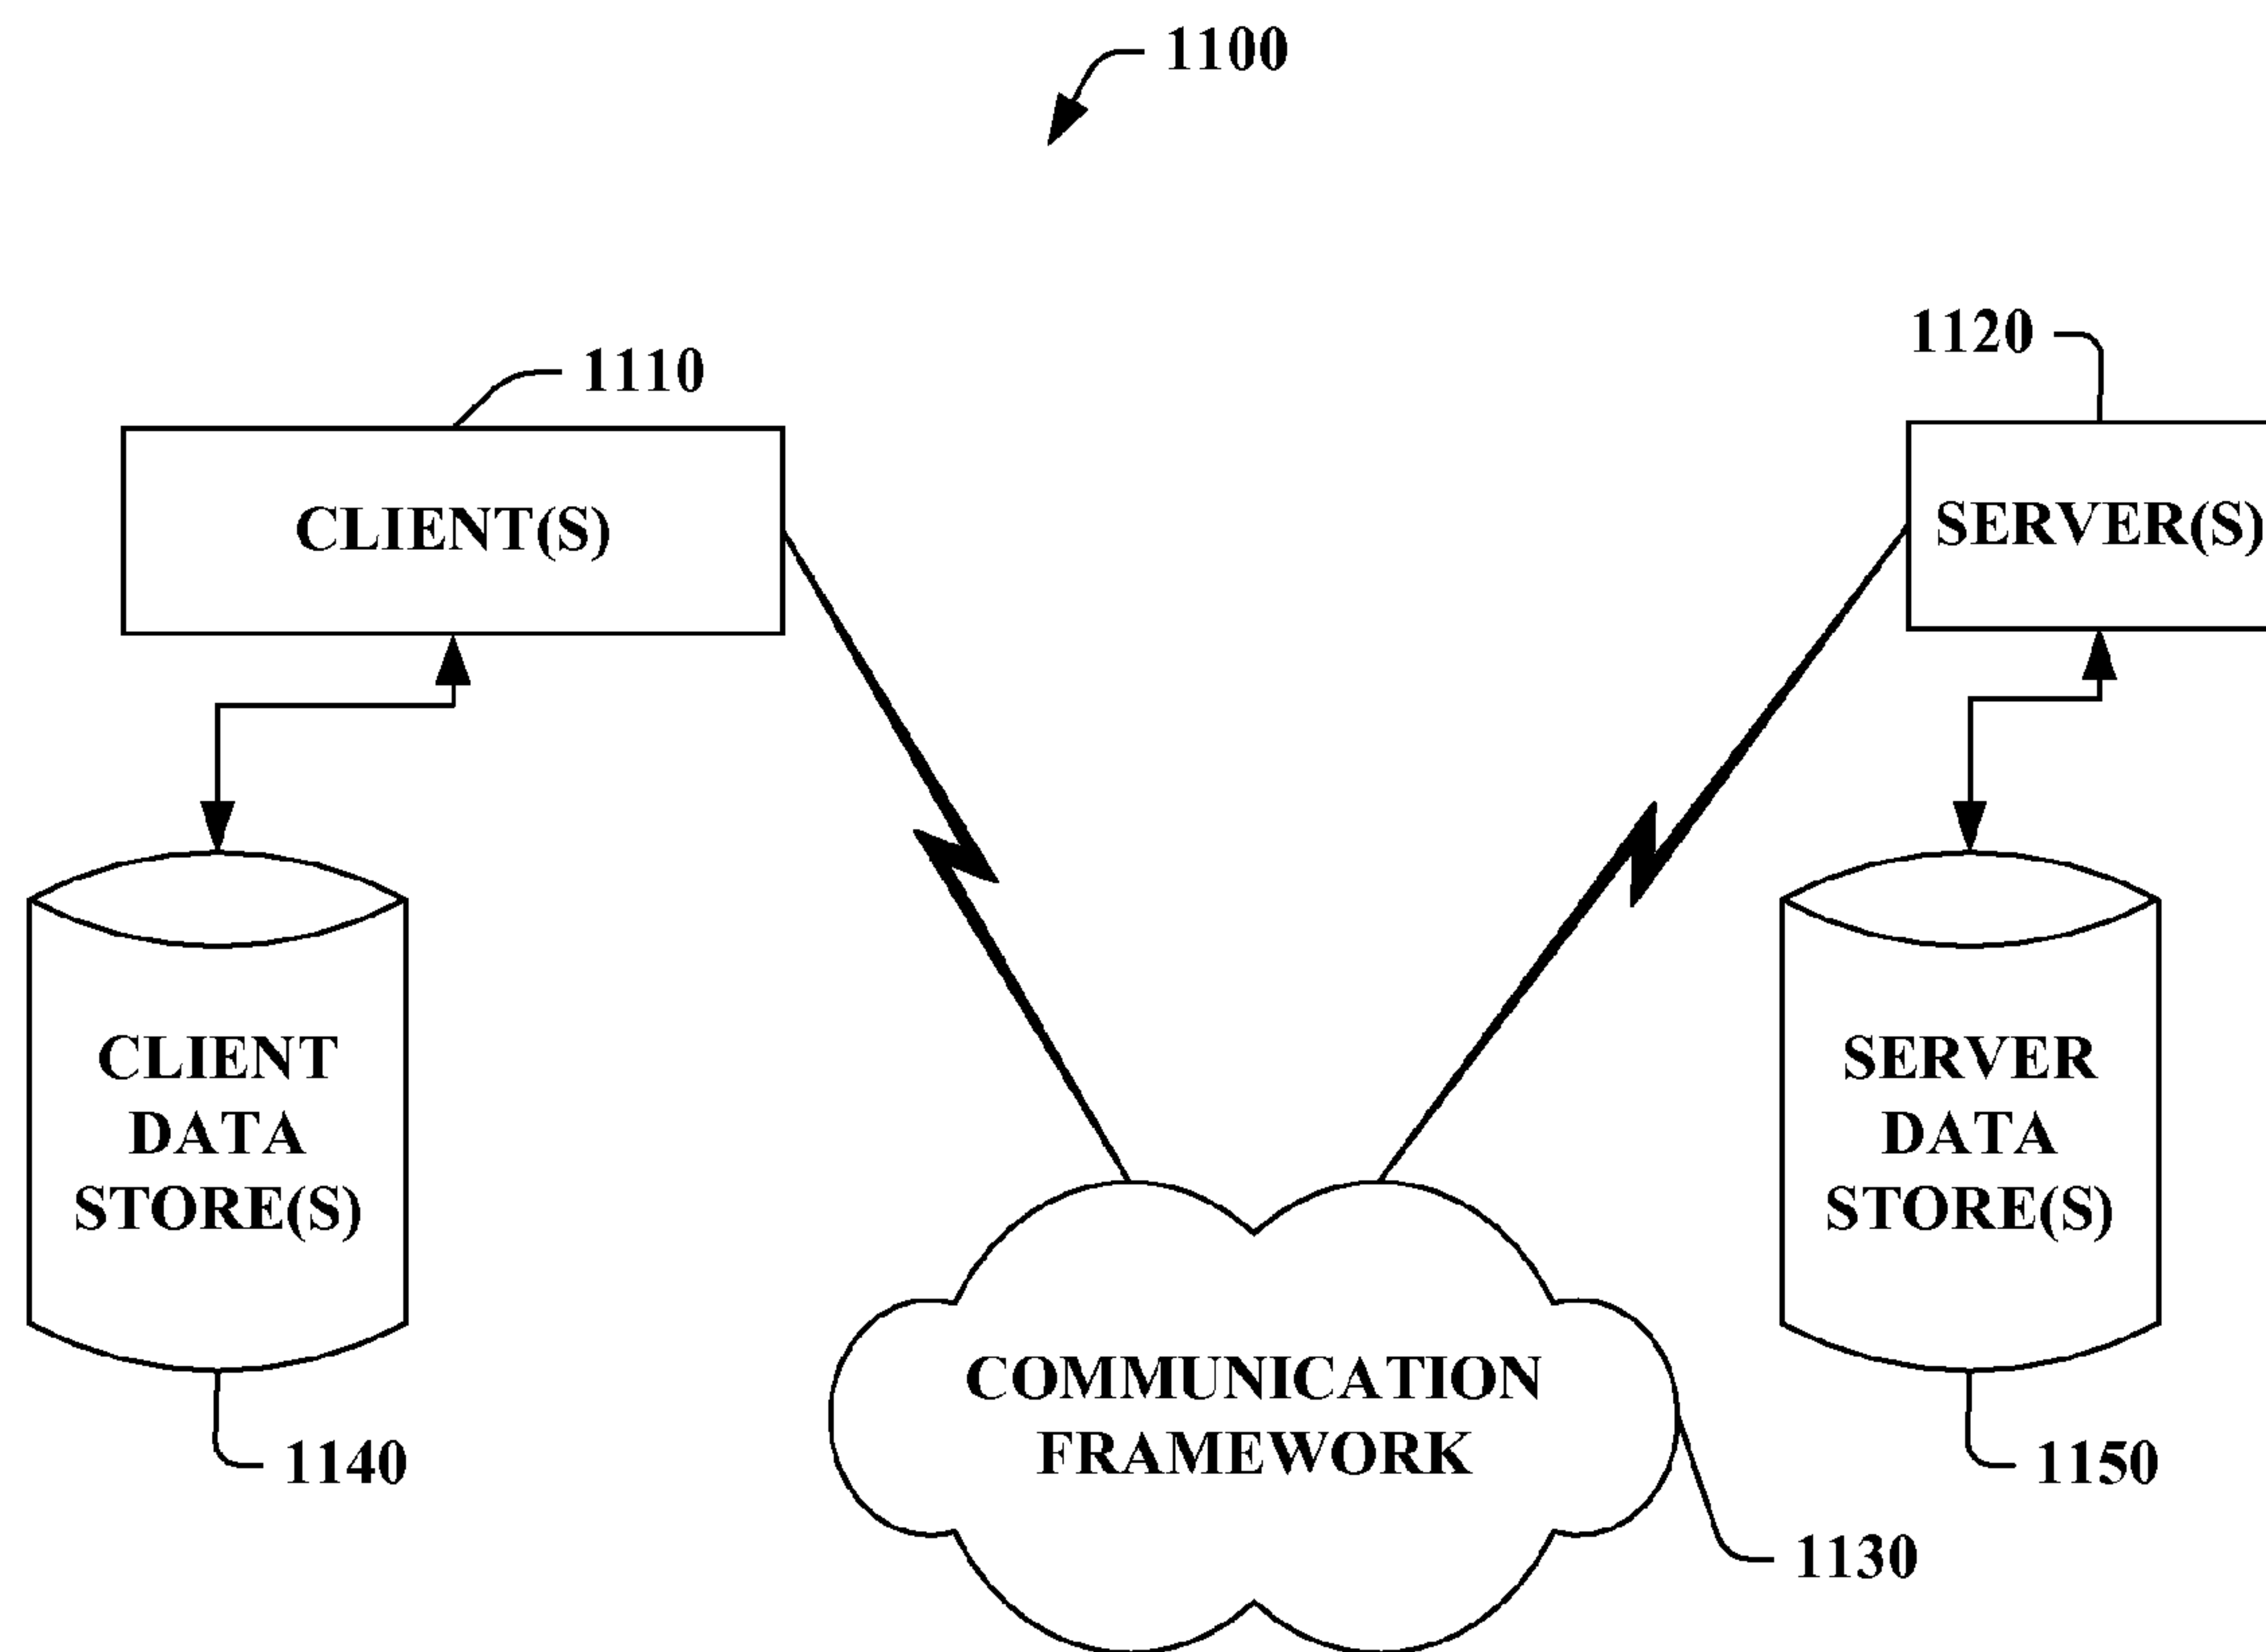 1100
1110
1120
CLIENT(S)
SERVER(S)
CLIENT
DATA
STORE(S)
SERVER
DATA
STORE(S)
COMMUNICATION
FRAMEWORK
1140
1150
1130